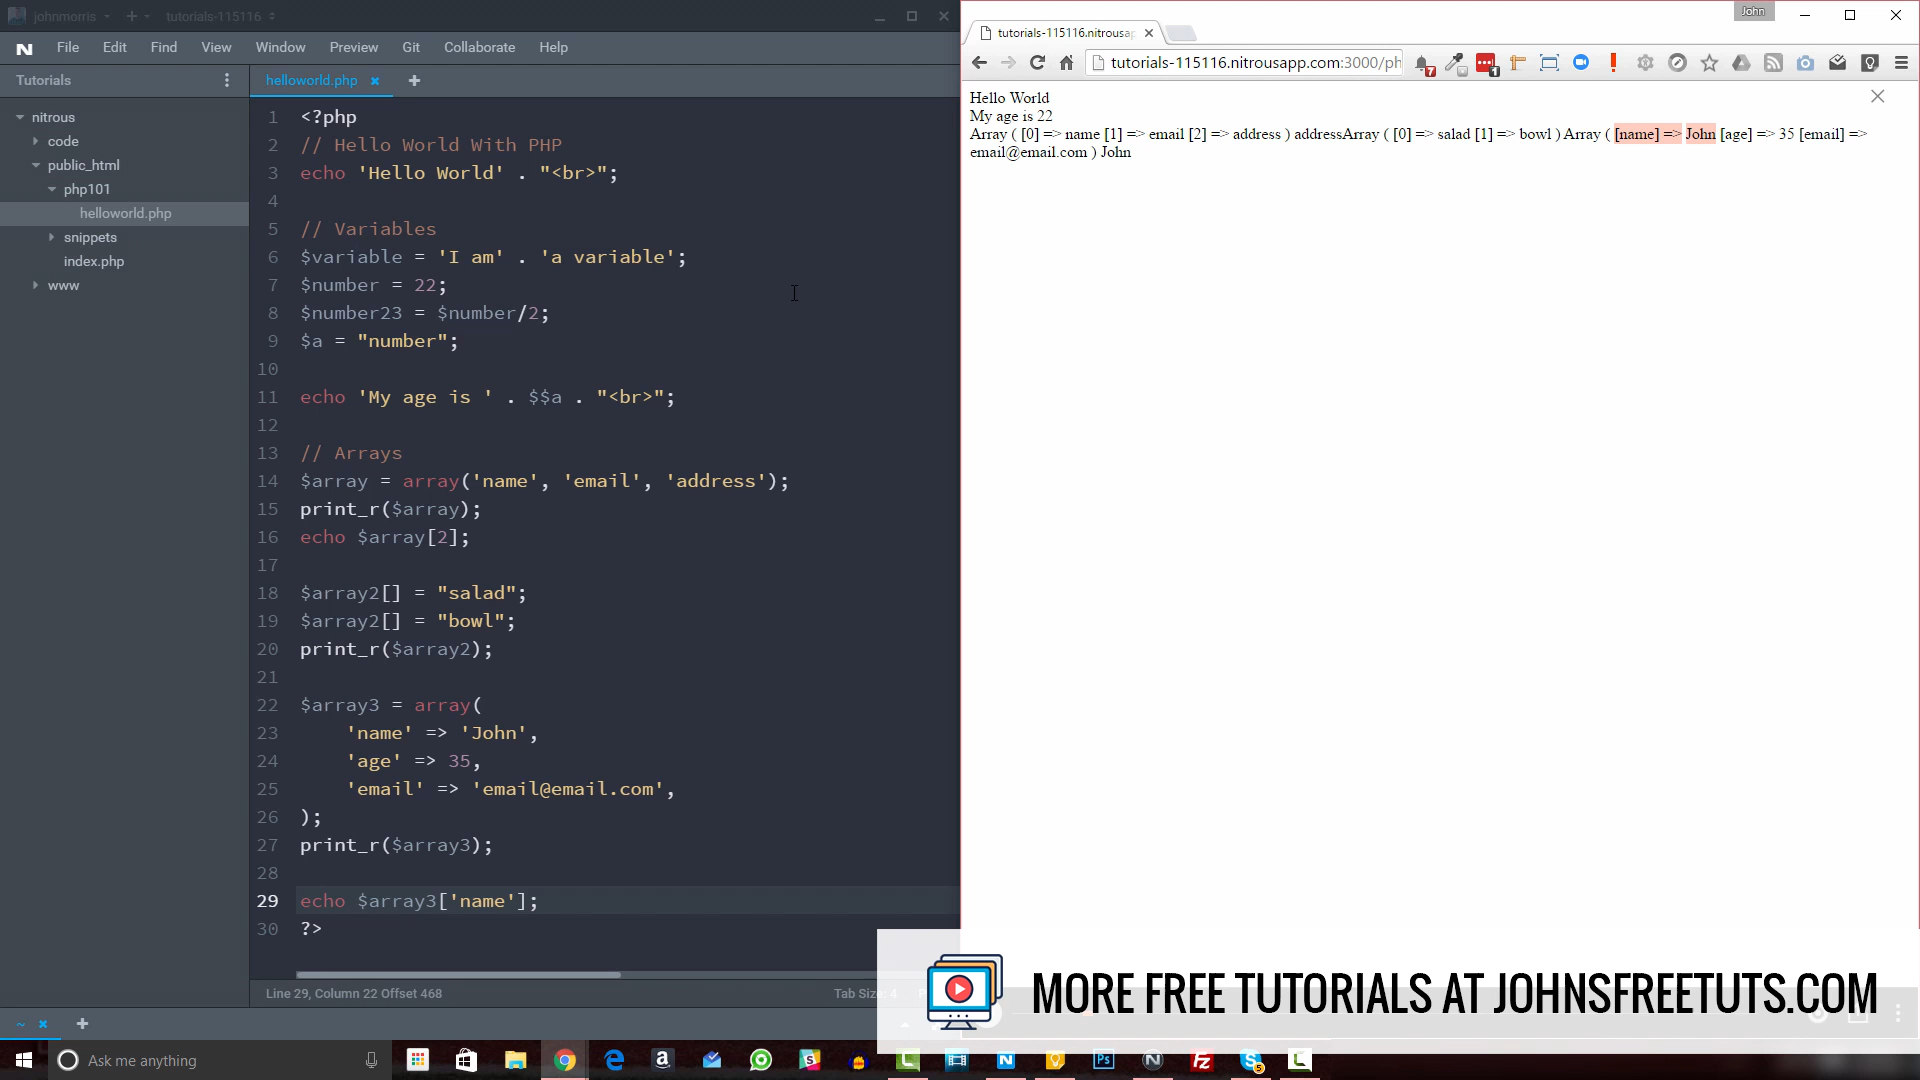 johnmorris
tutorials-115116
File Edit Find View Window Preview Git Collaborate Help
Tutorials
nitrous
code
public_html
php101
helloworld.php
snippets
index.php
www
helloworld.php
1 <?php
2 // Hello World With PHP
3 echo 'Hello World' . "<br>";
4
5 // Variables
6 $variable = 'I am' . 'a variable';
7 $number = 22;
8 $number23 = $number/2;
9 $a = "number";
10
11 echo 'My age is ' . $$a . "<br>";
12
13 // Arrays
14 $array = array('name', 'email', 'address');
15 print_r($array);
16 echo $array[2];
17
18 $array2[] = "salad";
19 $array2[] = "bowl";
20 print_r($array2);
21
22 $array3 = array(
23 'name' => 'John',
24 'age' => 35,
25 'email' => 'email@email.com',
26 );
27 print_r($array3);
28
29 echo $array3['name'];
30 ?>
Line 29, Column 22 Offset 468
Tab Size: 4
~
John
tutorials-115116.nitrousap
tutorials-115116.nitrousapp.com:3000/ph
7
1
Hello World
My age is 22
Array ( [0] => name [1] => email [2] => address ) addressArray ( [0] => salad [1] => bowl ) Array ( [name] => John [age] => 35 [email] =>
email@email.com ) John
MORE FREE TUTORIALS AT JOHNSFREETUTS.COM
Ask me anything
Ps
Fz
5